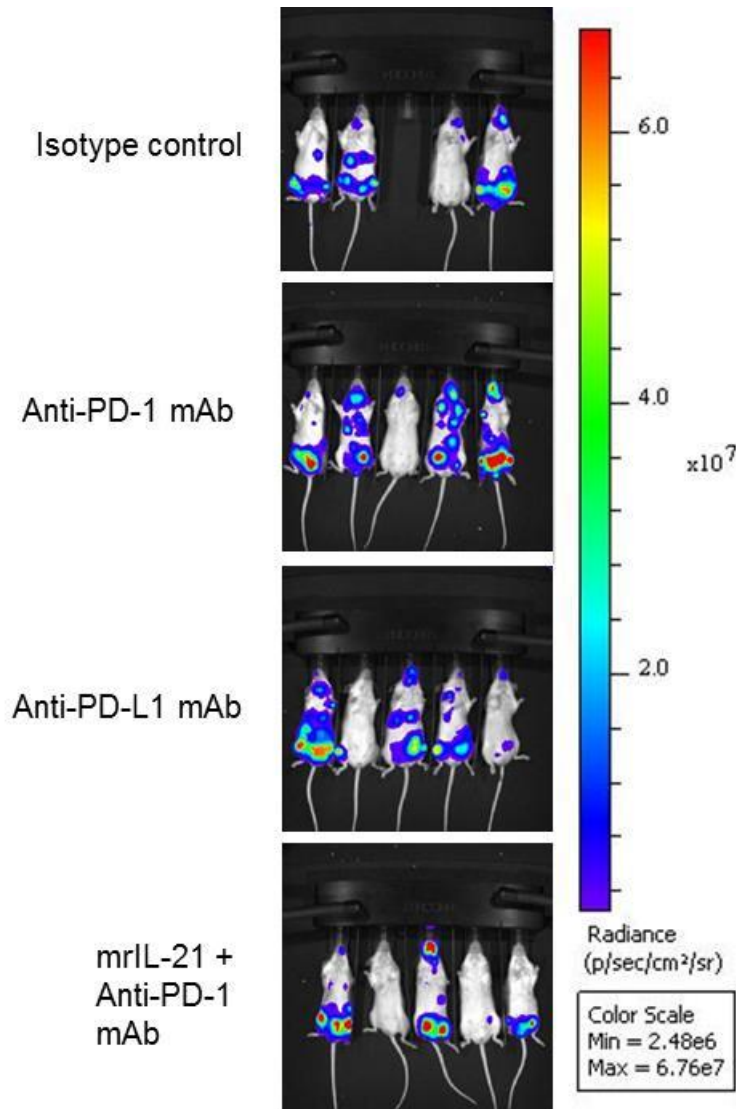 Isotype control
6.0
Anti-PD-1 mAb
4.0
x10⁷
Anti-PD-L1 mAb
2.0
mrIL-21 +
Anti-PD-1
mAb
Radiance
(p/sec/cm²/sr)
Color Scale
Min = 2.48e6
Max = 6.76e7